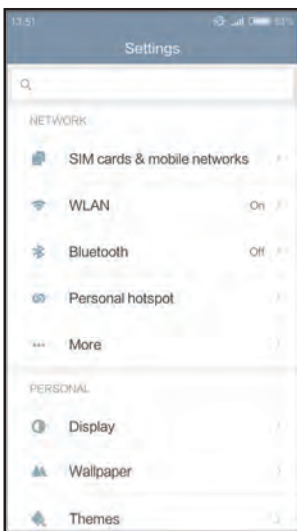 13:51
Settings
NETWORK
SIM cards & mobile networks
WLAN On
Bluetooth Off
Personal hotspot
More
PERSONAL
Display
Wallpaper
Themes